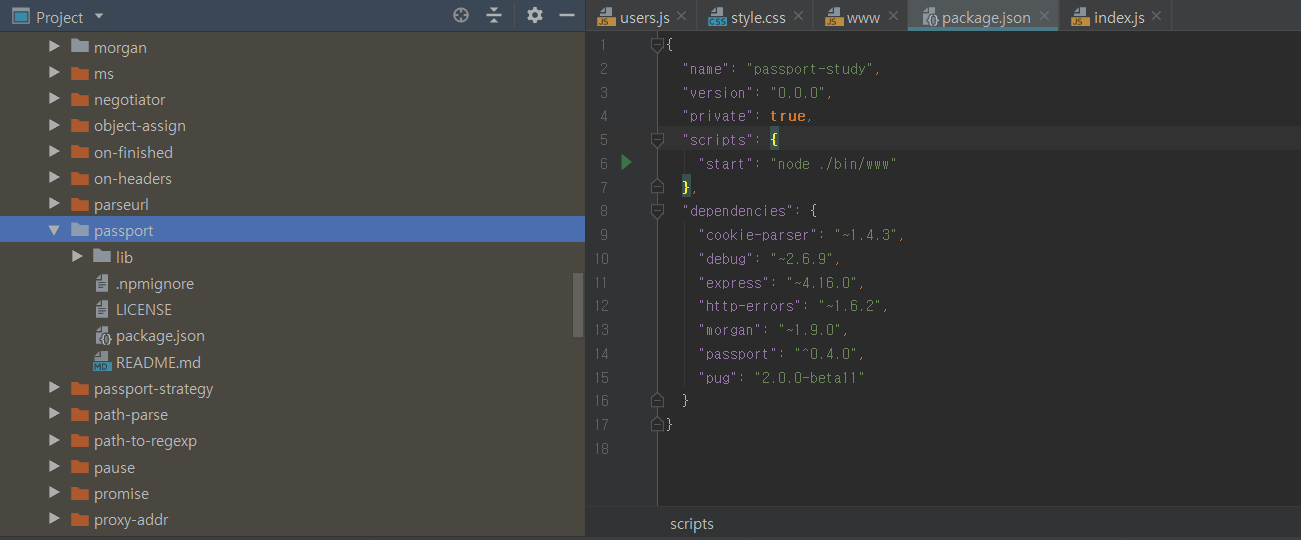 Project
morgan
ms
negotiator
object-assign
on-finished
on-headers
parseurl
passport
lib
.npmignore
LICENSE
package.json
README.md
passport-strategy
path-parse
path-to-regexp
pause
promise
proxy-addr
users.js
style.css
www
package.json
index.js
1 {
2 "name": "passport-study",
3 "version": "0.0.0",
4 "private": true,
5 "scripts": {
6 "start": "node ./bin/www"
7 },
8 "dependencies": {
9 "cookie-parser": "~1.4.3",
10 "debug": "~2.6.9",
11 "express": "~4.16.0",
12 "http-errors": "~1.6.2",
13 "morgan": "~1.9.0",
14 "passport": "^0.4.0",
15 "pug": "2.0.0-beta11"
16 }
17 }
18
scripts